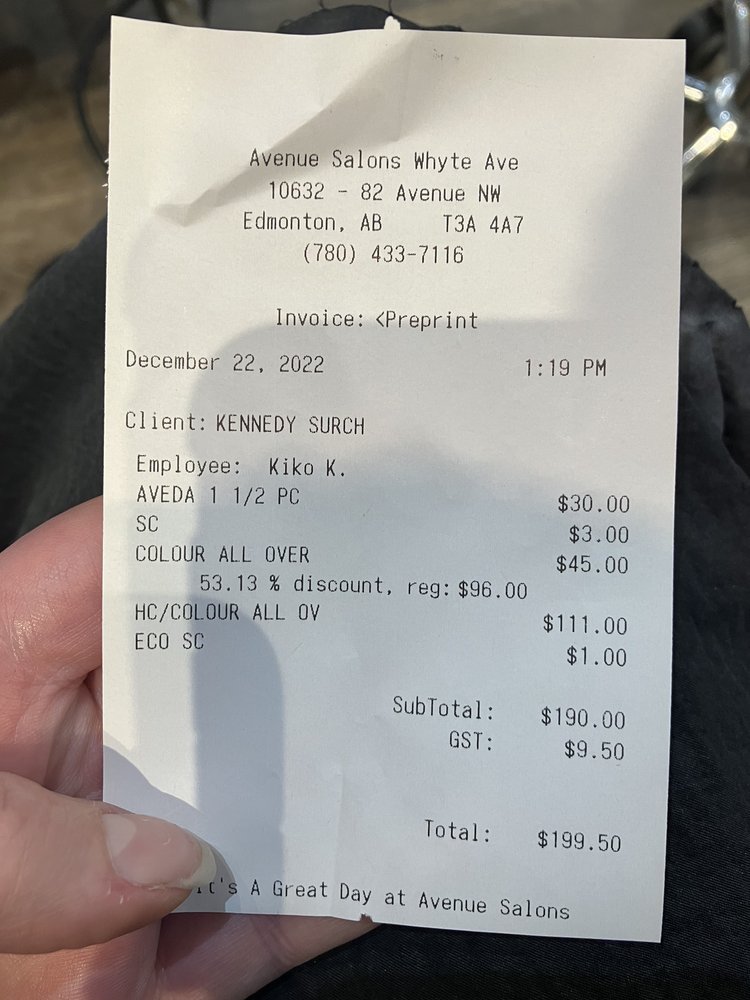 Avenue Salons Whyte Ave
10632 - 82 Avenue NW
Edmonton, AB T3A 4A7
(780) 433-7116
Invoice: <Preprint
December 22, 2022 1:19 PM
Client: KENNEDY SURCH
Employee: Kiko K.
AVEDA 1 1/2 PC $30.00
SC $3.00
COLOUR ALL OVER $45.00
53.13 % discount, reg: $96.00
HC/COLOUR ALL OV $111.00
ECO SC $1.00
SubTotal: $190.00
GST: $9.50
Total: $199.50
It's A Great Day at Avenue Salons